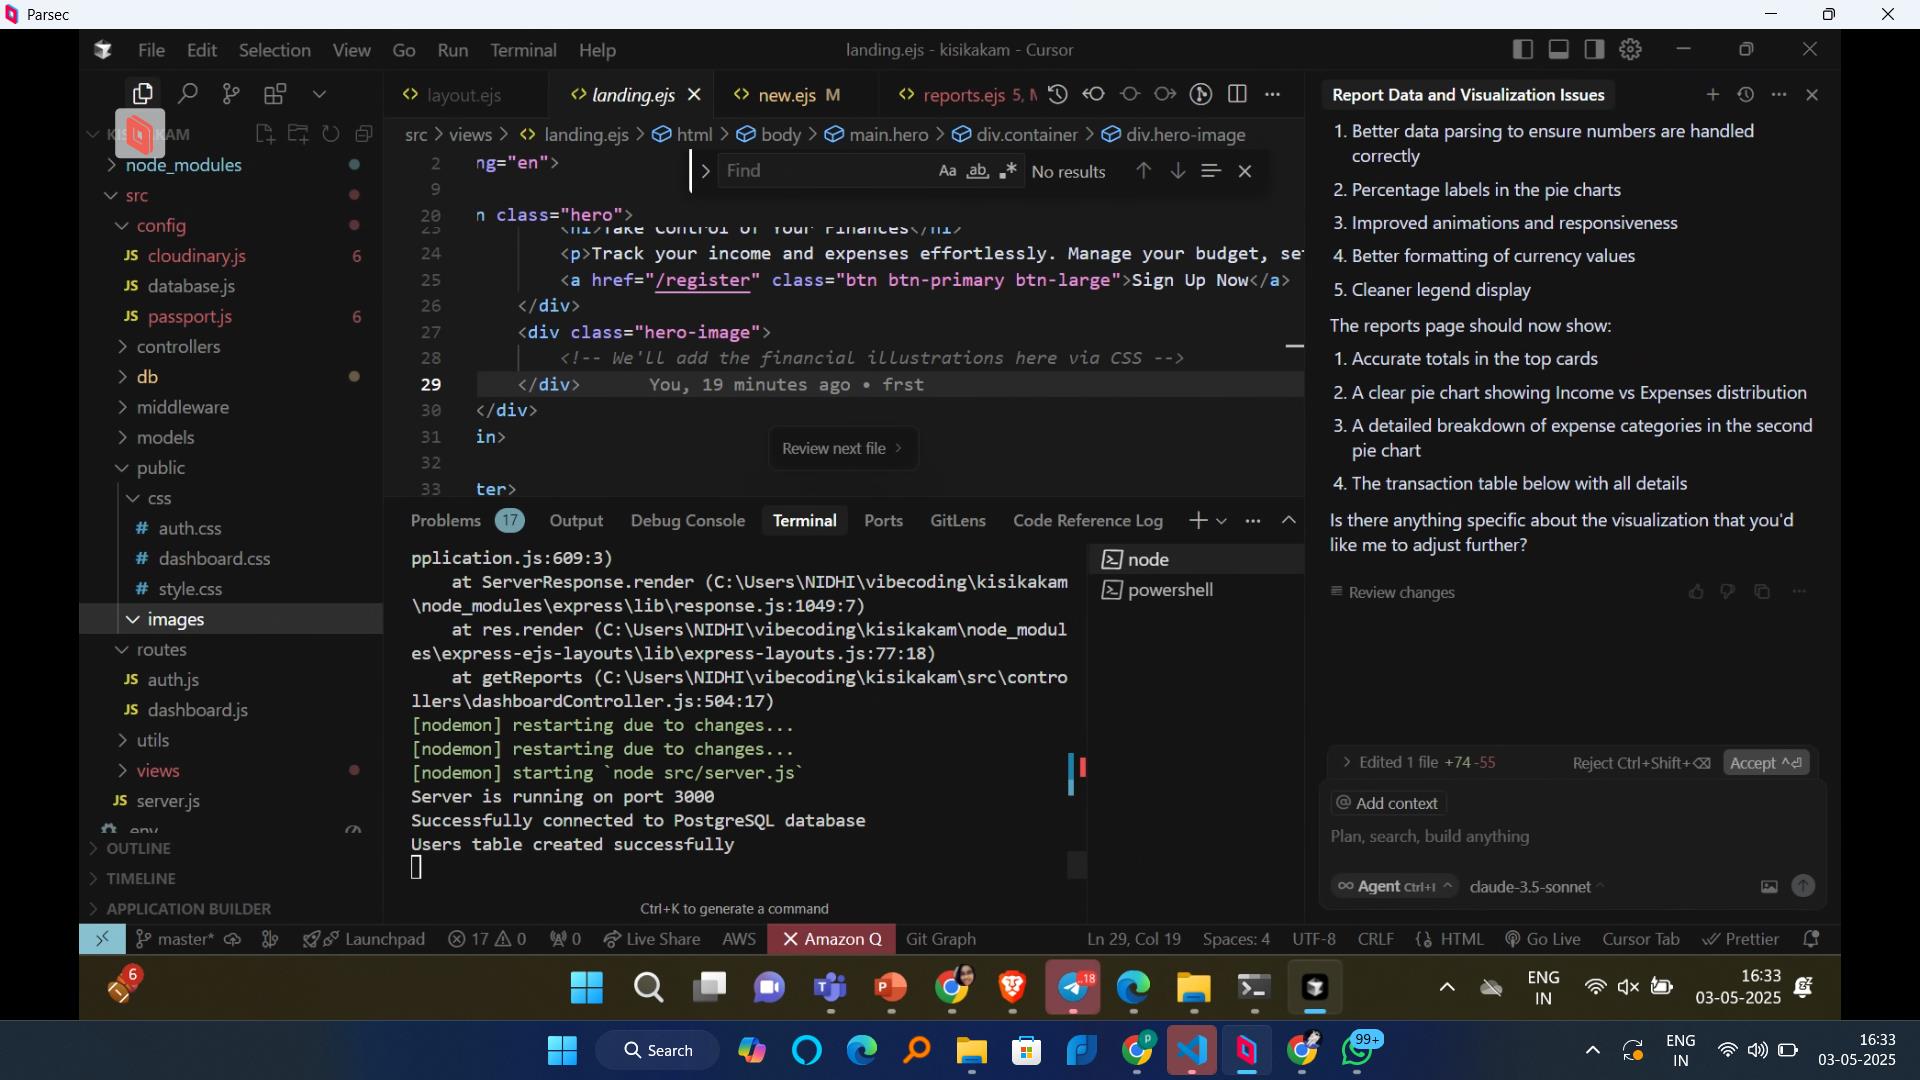 Parsec
File Edit Selection View Go Run Terminal Help
landing.ejs - kisikakam - Cursor
layout.ejs
landing.ejs
new.ejs M
reports.ejs 5, M
src > views > landing.ejs > html > body > main.hero > div.container > div.hero-image
Find
Aa ab .* No results
2 ng="en">
9
20 n class="hero">
23 <h1>Take Control of Your Finances</h1>
24 <p>Track your income and expenses effortlessly. Manage your budget, se
25 <a href="/register" class="btn btn-primary btn-large">Sign Up Now</a>
26 </div>
27 <div class="hero-image">
28 <!-- We'll add the financial illustrations here via CSS -->
29 </div> You, 19 minutes ago • frst
30 </div>
31 in>
32
33 ter>
Review next file >
KISIKAKAM
node_modules
src
config
JS cloudinary.js 6
JS database.js
JS passport.js 6
controllers
db
middleware
models
public
css
# auth.css
# dashboard.css
# style.css
images
routes
JS auth.js
JS dashboard.js
utils
views
JS server.js
.env
OUTLINE
TIMELINE
APPLICATION BUILDER
Problems 17 Output Debug Console Terminal Ports GitLens Code Reference Log
pplication.js:609:3)
at ServerResponse.render (C:\Users\NIDHI\vibecoding\kisikakam
\node_modules\express\lib\response.js:1049:7)
at res.render (C:\Users\NIDHI\vibecoding\kisikakam\node_modul
es\express-ejs-layouts\lib\express-layouts.js:77:18)
at getReports (C:\Users\NIDHI\vibecoding\kisikakam\src\contro
llers\dashboardController.js:504:17)
[nodemon] restarting due to changes...
[nodemon] restarting due to changes...
[nodemon] starting `node src/server.js`
Server is running on port 3000
Successfully connected to PostgreSQL database
Users table created successfully
Ctrl+K to generate a command
node
powershell
Report Data and Visualization Issues
1. Better data parsing to ensure numbers are handled
correctly
2. Percentage labels in the pie charts
3. Improved animations and responsiveness
4. Better formatting of currency values
5. Cleaner legend display
The reports page should now show:
1. Accurate totals in the top cards
2. A clear pie chart showing Income vs Expenses distribution
3. A detailed breakdown of expense categories in the second
pie chart
4. The transaction table below with all details
Is there anything specific about the visualization that you'd
like me to adjust further?
Review changes
Edited 1 file +74 -55 Reject Ctrl+Shift+⌫ Accept ^⏎
@ Add context
Plan, search, build anything
∞ Agent Ctrl+I claude-3.5-sonnet
master* Launchpad 17 0 0 Live Share AWS Amazon Q Git Graph Ln 29, Col 19 Spaces: 4 UTF-8 CRLF HTML Go Live Cursor Tab Prettier
6
18
ENG
IN
16:33
03-05-2025
Search
P
99+
ENG
IN
16:33
03-05-2025